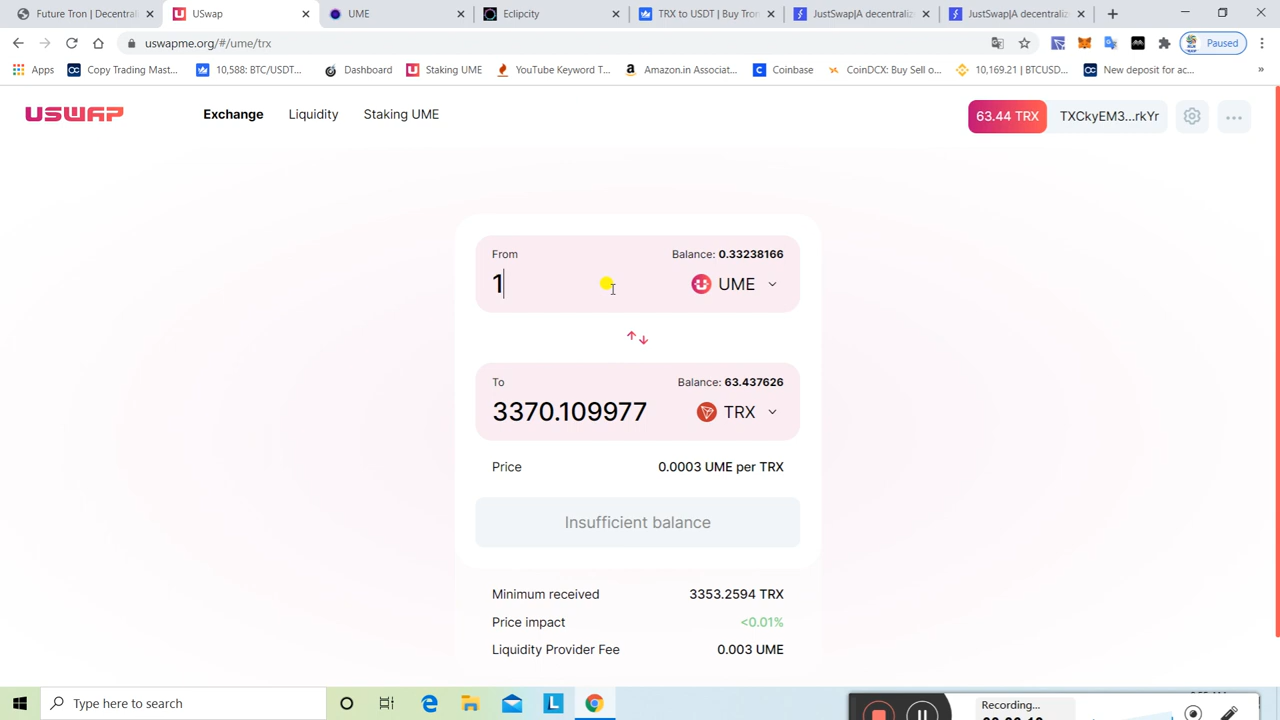 Future Tron | Decentrali
USwap
UME
Eclipcity
TRX to USDT | Buy Tron
JustSwap|A decentraliz
JustSwap|A decentraliz
uswapme.org/#/ume/trx
Paused
Apps
Copy Trading Mast...
10,588: BTC/USDT...
Dashboard
Staking UME
YouTube Keyword T...
Amazon.in Associat...
Coinbase
CoinDCX: Buy Sell o...
10,169.21 | BTCUSD...
New deposit for ac...
»
USWAP
Exchange
Liquidity
Staking UME
63.44 TRX
TXCkyEM3...rkYr
From
Balance: 0.33238166
1
UME
To
Balance: 63.437626
3370.109977
TRX
Price
0.0003 UME per TRX
Insufficient balance
Minimum received
3353.2594 TRX
Price impact
<0.01%
Liquidity Provider Fee
0.003 UME
Type here to search
Recording...